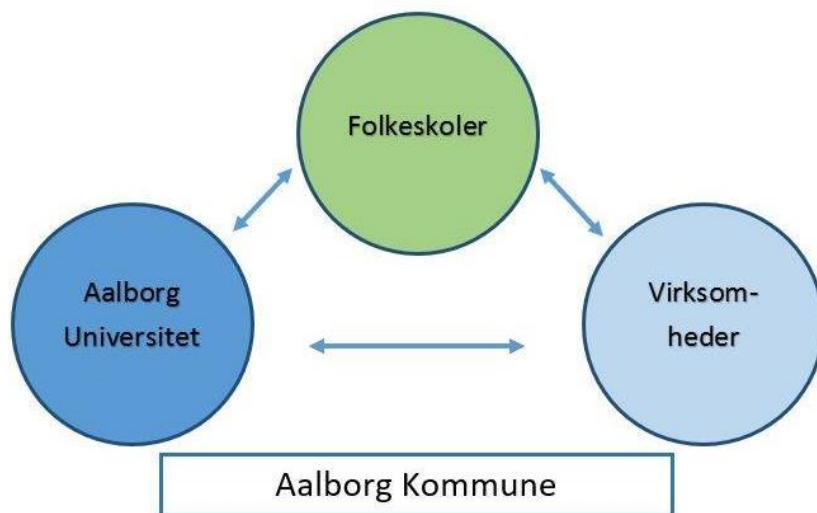 Folkeskoler
Aalborg
Universitet
Virksom-
heder
Aalborg Kommune